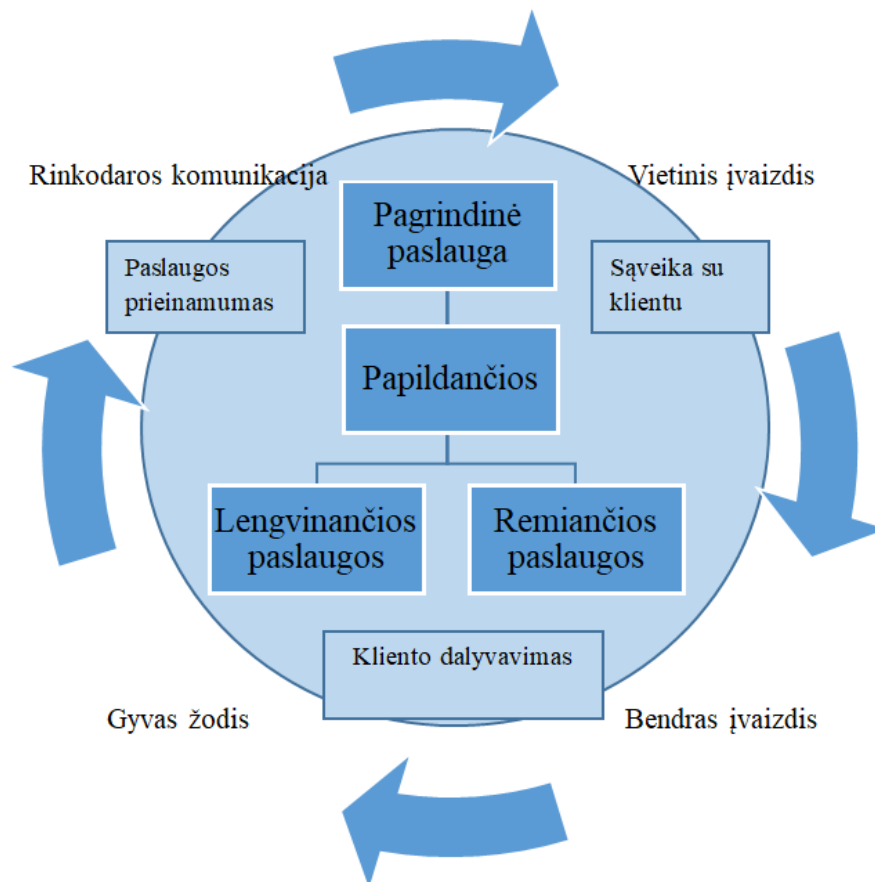 Rinkodaros komunikacija
Vietinis įvaizdis
Pagrindinė
paslauga
Paslaugos
prieinamumas
Sąveika su
klientu
Papildančios
Lengvinančios
paslaugos
Remiančios
paslaugos
Kliento dalyvavimas
Gyvas žodis
Bendras įvaizdis